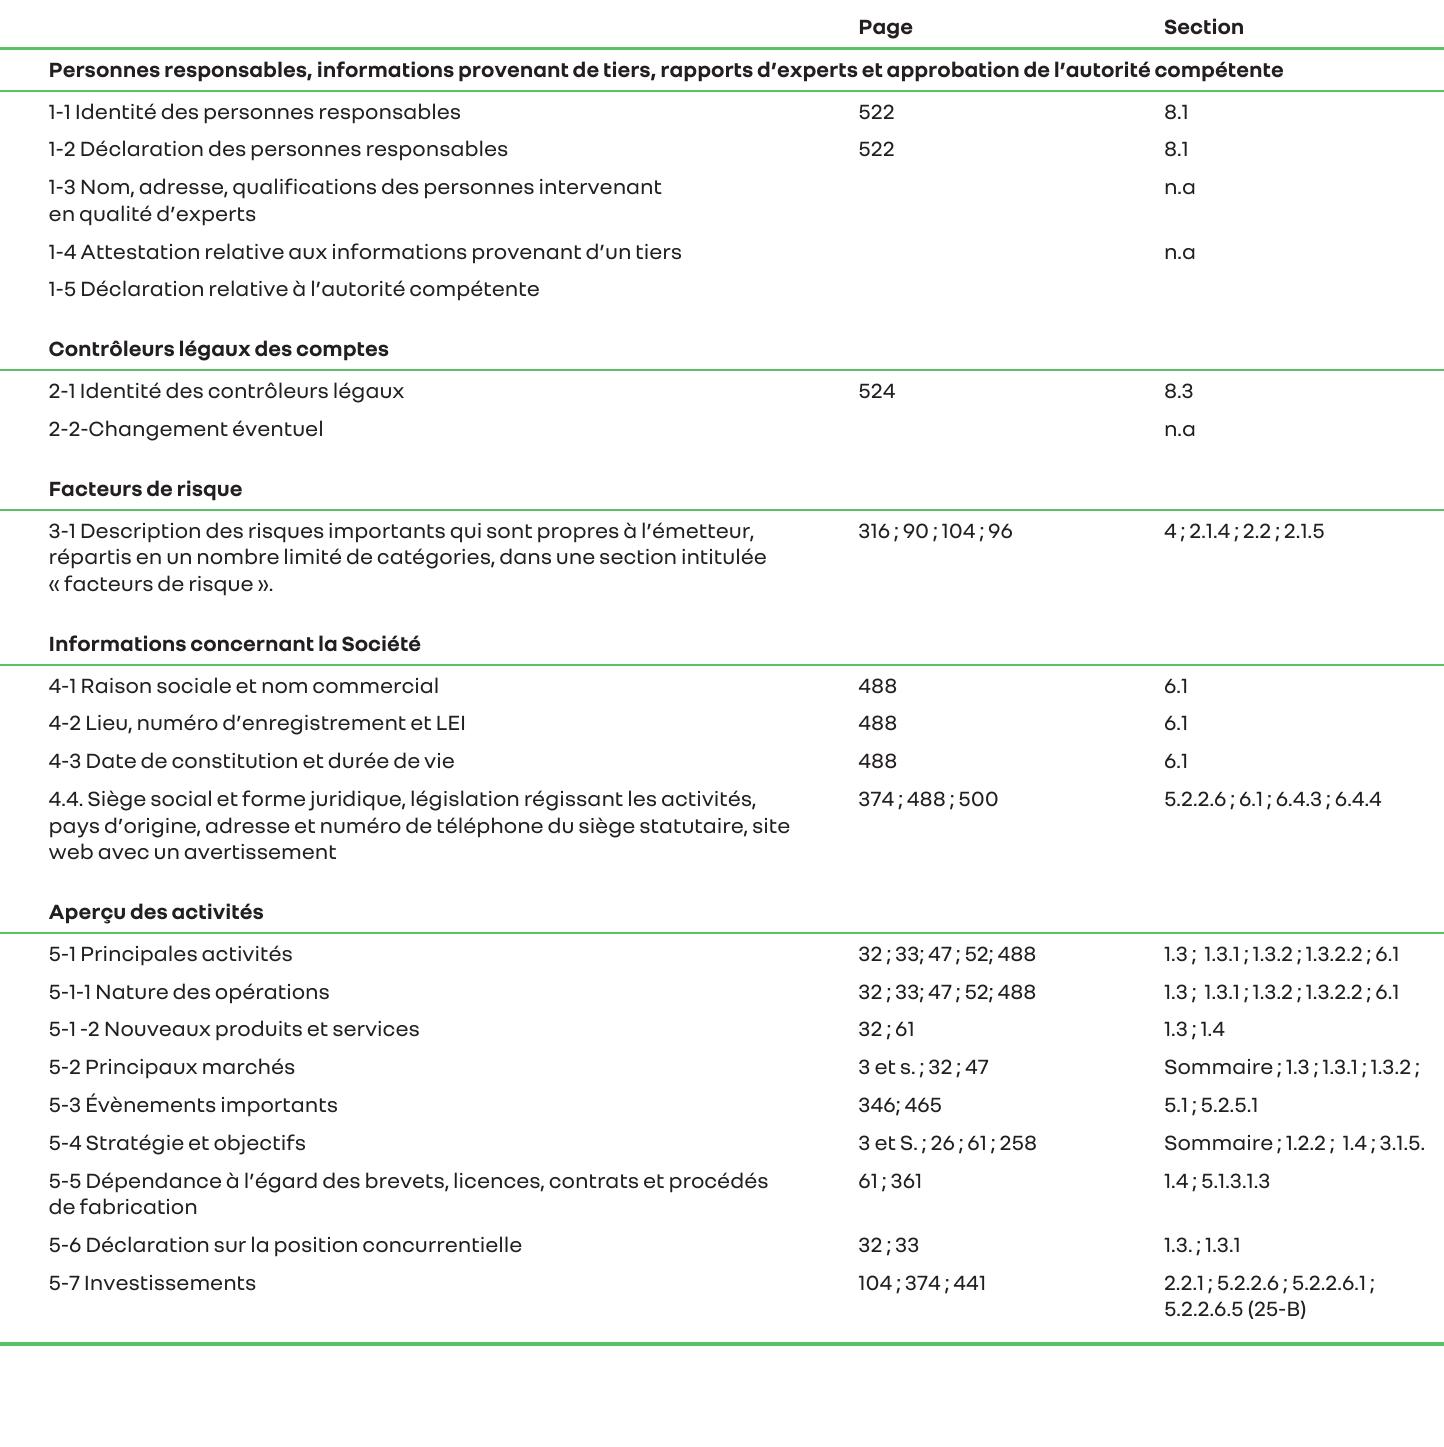 Page Section
Personnes responsables, informations provenant de tiers, rapports d’experts et approbation de l’autorité compétente
1-1 Identité des personnes responsables 522 8.1
1-2 Déclaration des personnes responsables 522 8.1
1-3 Nom, adresse, qualifications des personnes intervenant n.a
en qualité d’experts
1-4 Attestation relative aux informations provenant d’un tiers n.a
1-5 Déclaration relative à l’autorité compétente
Contrôleurs légaux des comptes
2-1 Identité des contrôleurs légaux 524 8.3
2-2-Changement éventuel n.a
Facteurs de risque
3-1 Description des risques importants qui sont propres à l’émetteur, 316 ; 90 ; 104 ; 96 4 ; 2.1.4 ; 2.2 ; 2.1.5
répartis en un nombre limité de catégories, dans une section intitulée
« facteurs de risque ».
Informations concernant la Société
4-1 Raison sociale et nom commercial 488 6.1
4-2 Lieu, numéro d’enregistrement et LEI 488 6.1
4-3 Date de constitution et durée de vie 488 6.1
4.4. Siège social et forme juridique, législation régissant les activités, 374 ; 488 ; 500 5.2.2.6 ; 6.1 ; 6.4.3 ; 6.4.4
pays d’origine, adresse et numéro de téléphone du siège statutaire, site
web avec un avertissement
Aperçu des activités
5-1 Principales activités 32 ; 33; 47 ; 52; 488 1.3 ; 1.3.1 ; 1.3.2 ; 1.3.2.2 ; 6.1
5-1-1 Nature des opérations 32 ; 33; 47 ; 52; 488 1.3 ; 1.3.1 ; 1.3.2 ; 1.3.2.2 ; 6.1
5-1 -2 Nouveaux produits et services 32 ; 61 1.3 ; 1.4
5-2 Principaux marchés 3 et s. ; 32 ; 47 Sommaire ; 1.3 ; 1.3.1 ; 1.3.2 ;
5-3 Évènements importants 346; 465 5.1 ; 5.2.5.1
5-4 Stratégie et objectifs 3 et S. ; 26 ; 61 ; 258 Sommaire ; 1.2.2 ; 1.4 ; 3.1.5.
5-5 Dépendance à l’égard des brevets, licences, contrats et procédés 61 ; 361 1.4 ; 5.1.3.1.3
de fabrication
5-6 Déclaration sur la position concurrentielle 32 ; 33 1.3. ; 1.3.1
5-7 Investissements 104 ; 374 ; 441 2.2.1 ; 5.2.2.6 ; 5.2.2.6.1 ;
5.2.2.6.5 (25-B)